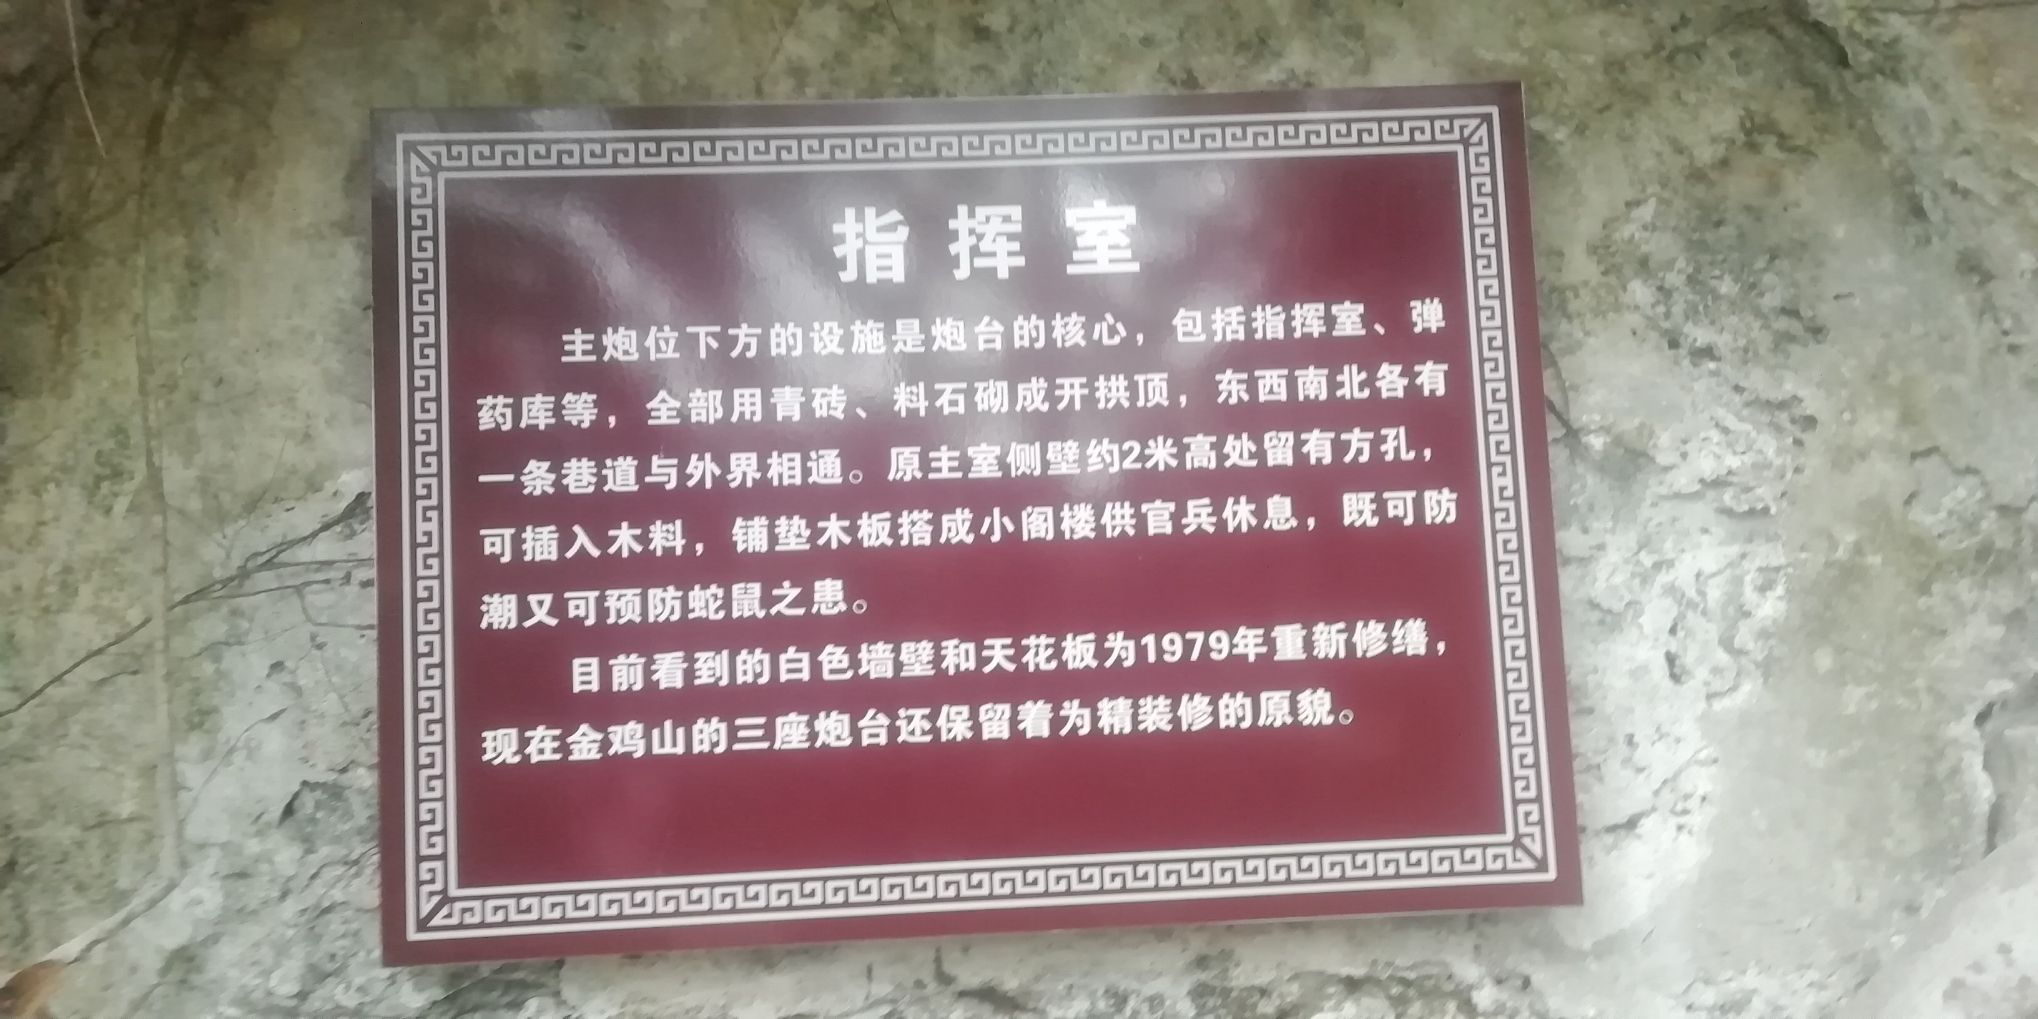 指挥室
主炮位下方的设施是炮台的核心，包括指挥室、弹
药库等，全部用青砖、料石砌成开拱顶，东西南北各有
一条巷道与外界相通。原主室侧壁约2米高处留有方孔，
可插入木料，铺垫木板搭成小阁楼供官兵休息，既可防
潮又可预防蛇鼠之患。
目前看到的白色墙壁和天花板为1979年重新修缮，
现在金鸡山的三座炮台还保留着为精装修的原貌。